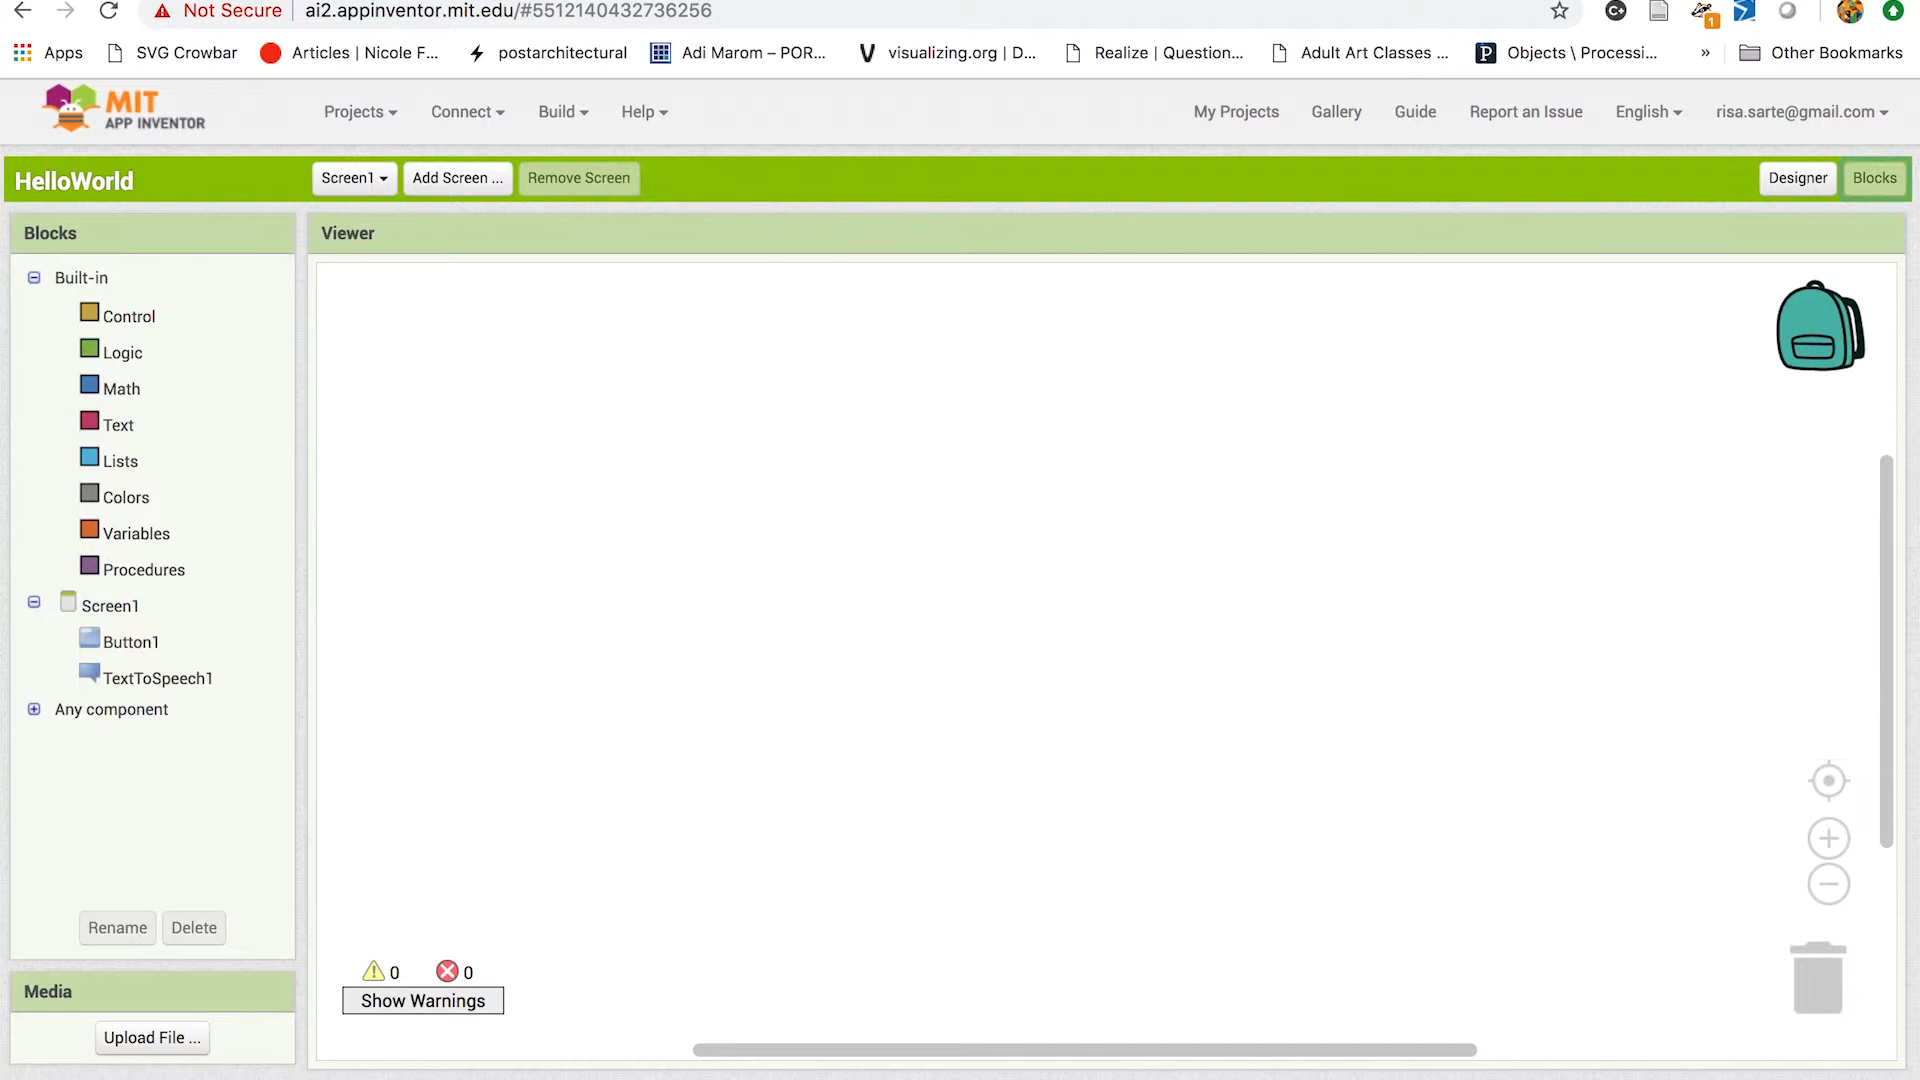 Not Secure ai2.appinventor.mit.edu/#5512140432736256
1
Apps SVG Crowbar Articles | Nicole F... postarchitectural Adi Marom – POR... visualizing.org | D... Realize | Question... Adult Art Classes ... Objects \ Processi... » Other Bookmarks
MIT
APP INVENTOR
Projects Connect Build Help My Projects Gallery Guide Report an Issue English risa.sarte@gmail.com
HelloWorld Screen1 Add Screen ... Remove Screen Designer Blocks
Blocks Viewer
Built-in
Control
Logic
Math
Text
Lists
Colors
Variables
Procedures
Screen1
Button1
TextToSpeech1
Any component
Rename Delete
0 0
Show Warnings
Media
Upload File ...